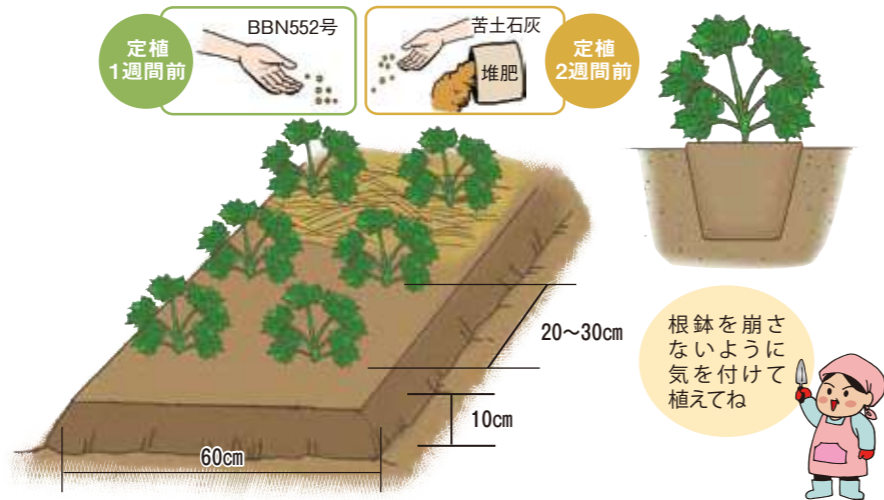 定植
1週間前
BBN552号
苦土石灰
堆肥
定植
2週間前
20〜30cm
10cm
60cm
根鉢を崩さ
ないように
気を付けて
植えてね